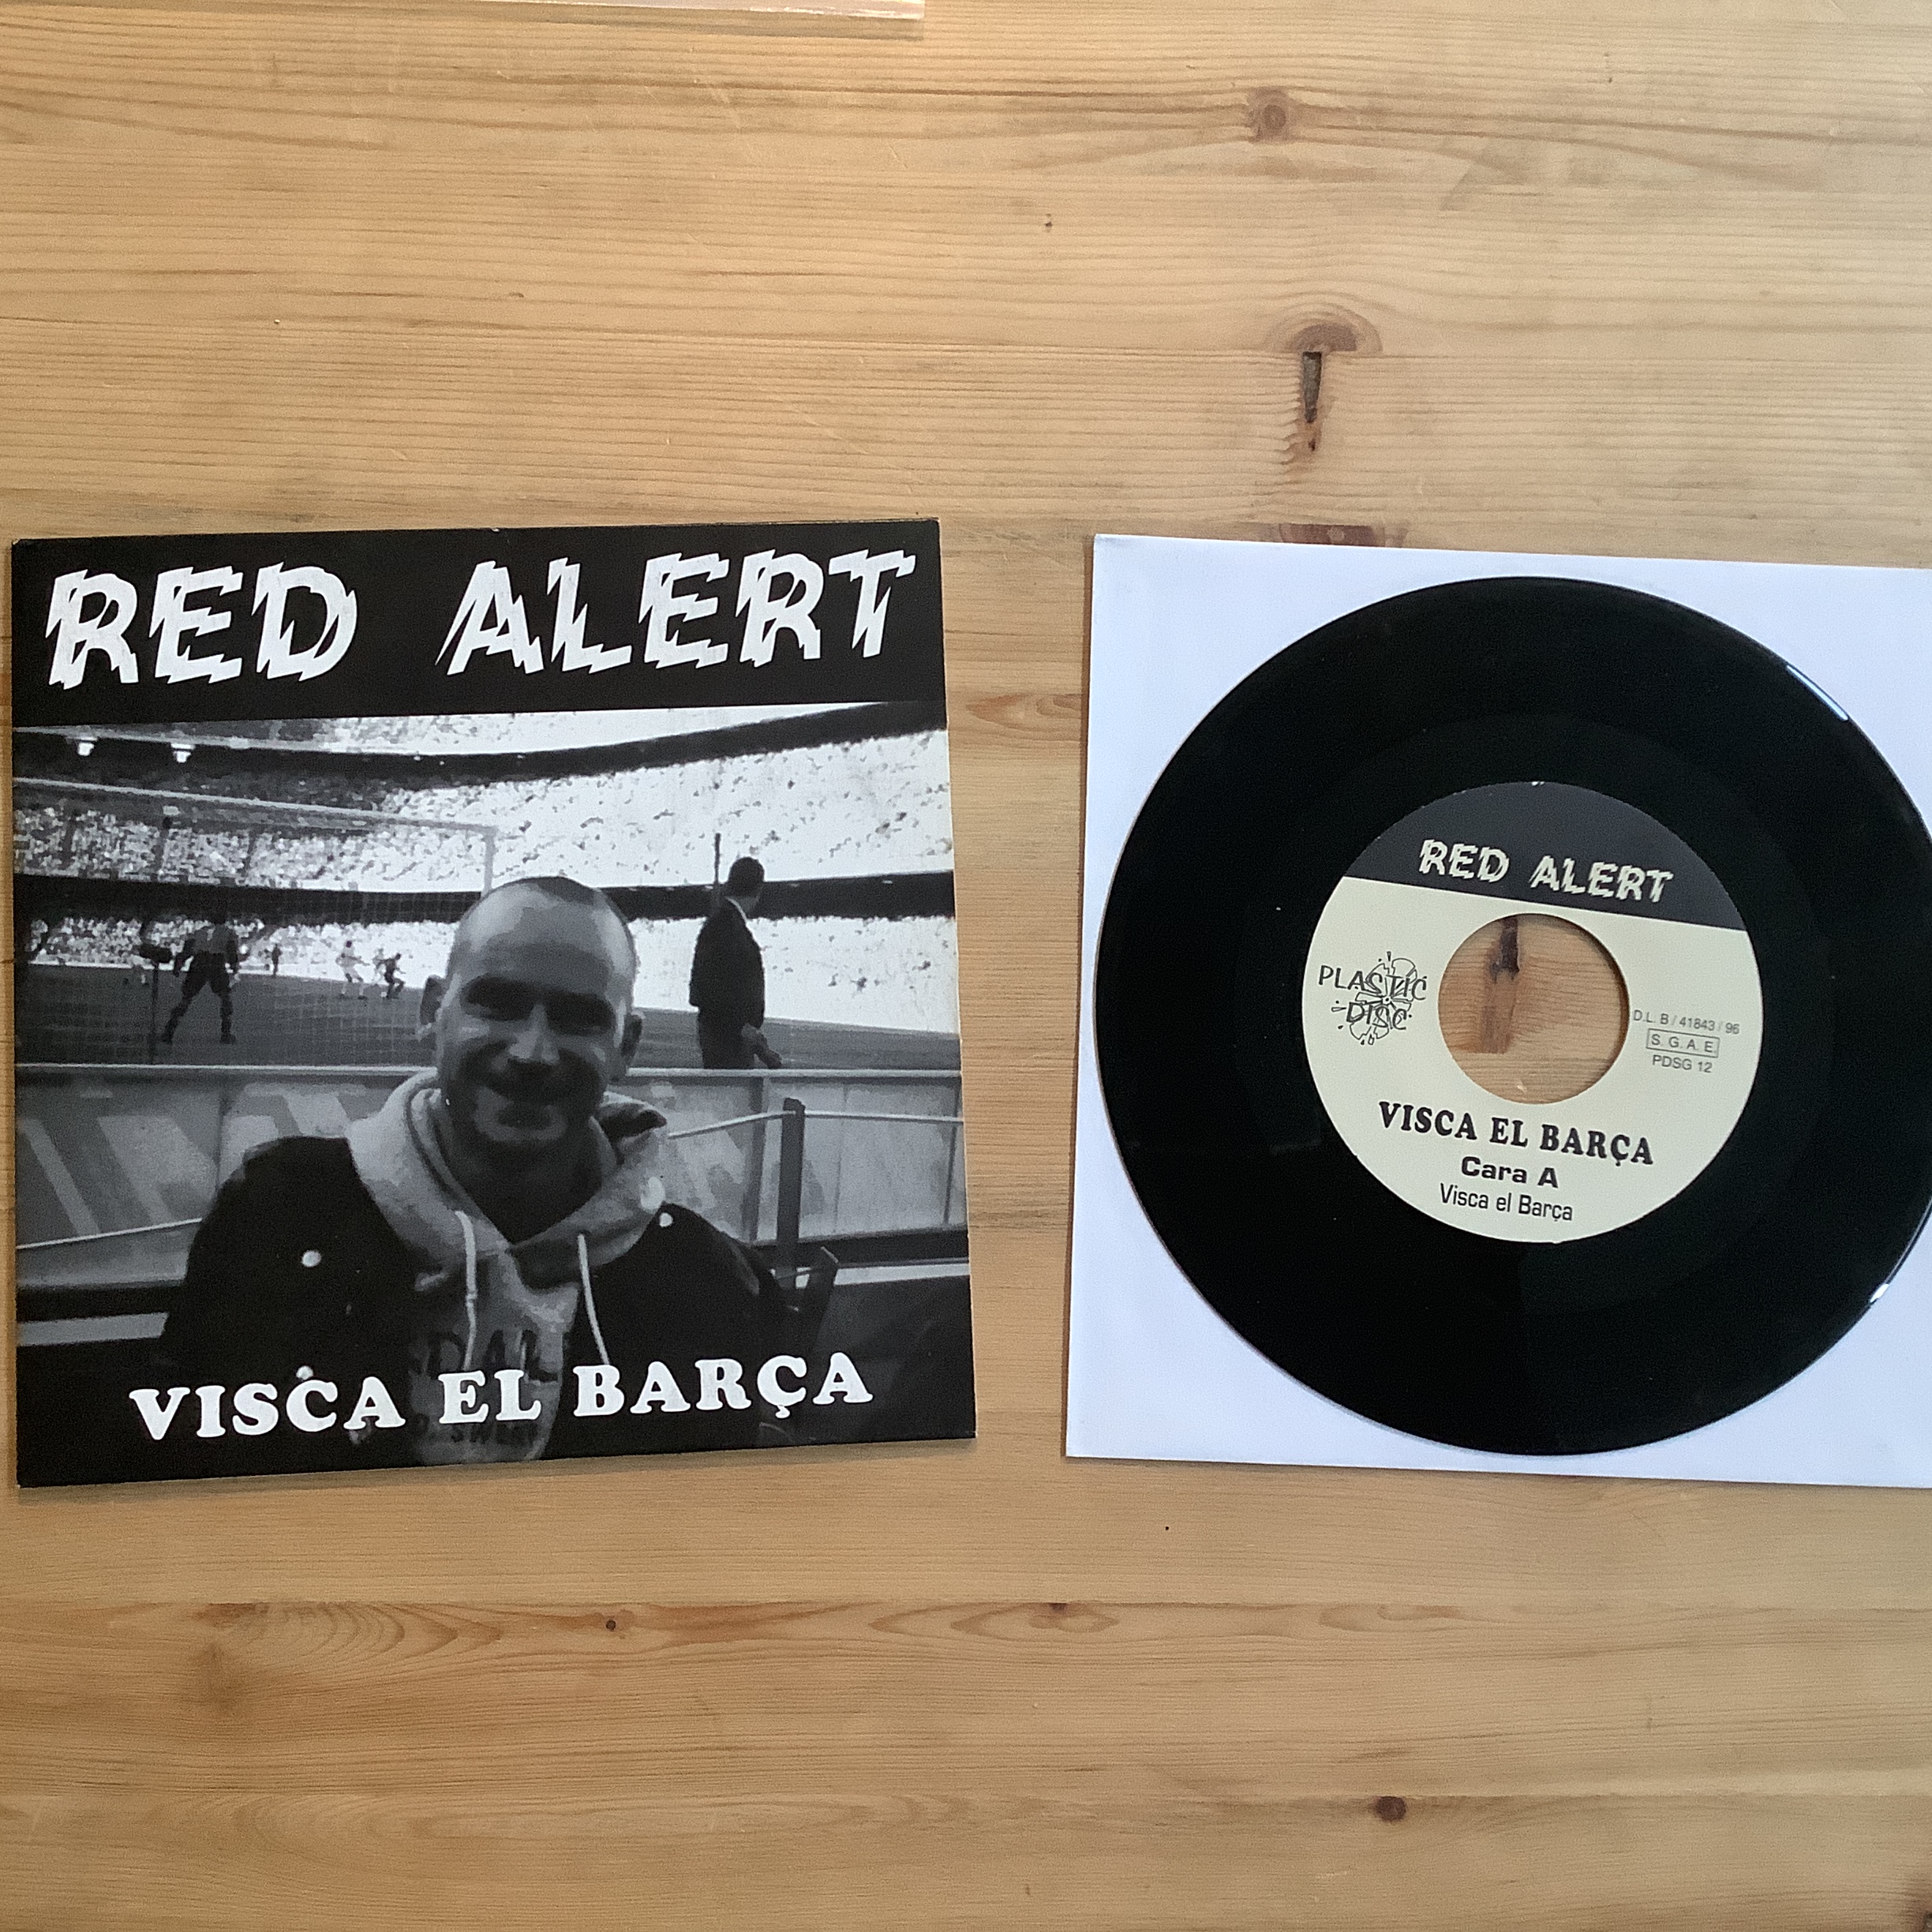 RED ALERT
VISCA EL BARÇA
RED ALERT
PLASTIC
DISC
D.L. B / 41843 / 96
S. G. A. E.
PDSG 12
VISCA EL BARÇA
Cara A
Visca el Barça